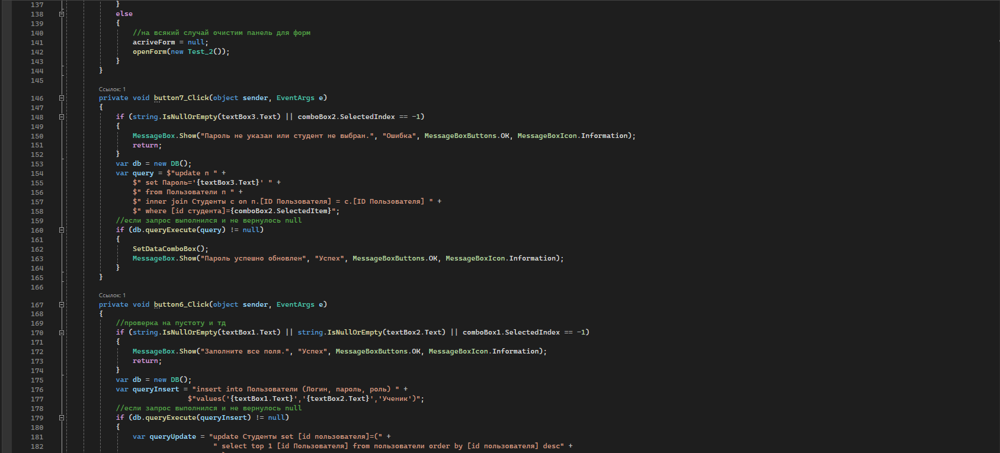 137 }
138 else
139 {
140 //на всякий случай очистим панель для форм
141 acriveForm = null;
142 openForm(new Test_2());
143 }
144 }
145
Ссылок: 1
146 private void button7_Click(object sender, EventArgs e)
147 {
148 if (string.IsNullOrEmpty(textBox3.Text) || comboBox2.SelectedIndex == -1)
149 {
150 MessageBox.Show("Пароль не указан или студент не выбран.", "Ошибка", MessageBoxButtons.OK, MessageBoxIcon.Information);
151 return;
152 }
153 var db = new DB();
154 var query = $"update п " +
155 $" set Пароль='{textBox3.Text}' " +
156 $" from Пользователи п " +
157 $" inner join Студенты с on п.[ID Пользователя] = с.[ID Пользователя] " +
158 $" where [id студента]={comboBox2.SelectedItem}";
159 //если запрос выполнился и не вернулось null
160 if (db.queryExecute(query) != null)
161 {
162 SetDataComboBox();
163 MessageBox.Show("Пароль успешно обновлен", "Успех", MessageBoxButtons.OK, MessageBoxIcon.Information);
164 }
165 }
166
Ссылок: 1
167 private void button6_Click(object sender, EventArgs e)
168 {
169 //проверка на пустоту и тд
170 if (string.IsNullOrEmpty(textBox1.Text) || string.IsNullOrEmpty(textBox2.Text) || comboBox1.SelectedIndex == -1)
171 {
172 MessageBox.Show("Заполните все поля.", "Успех", MessageBoxButtons.OK, MessageBoxIcon.Information);
173 return;
174 }
175 var db = new DB();
176 var queryInsert = "insert into Пользователи (Логин, пароль, роль) " +
177 $"values('{textBox1.Text}','{textBox2.Text}','Ученик')";
178 //если запрос выполнился и не вернулось null
179 if (db.queryExecute(queryInsert) != null)
180 {
181 var queryUpdate = "update Студенты set [id пользователя]=(" +
182 " select top 1 [id Пользователя] from пользователи order by [id пользователя] desc" +